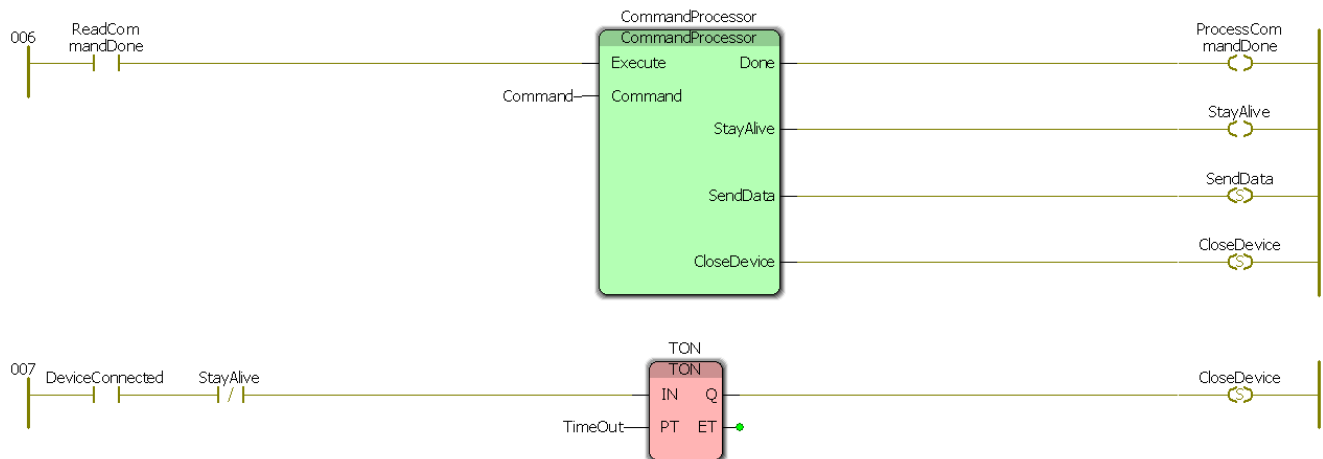 CommandProcessor
006
ReadCom
mandDone
CommandProcessor
ProcessCom
mandDone
Execute
Done
Command
Command
StayAlive
StayAlive
SendData
SendData
S
CloseDevice
CloseDevice
S
TON
007
DeviceConnected
StayAlive
/
TON
CloseDevice
IN
Q
S
TimeOut
PT
ET